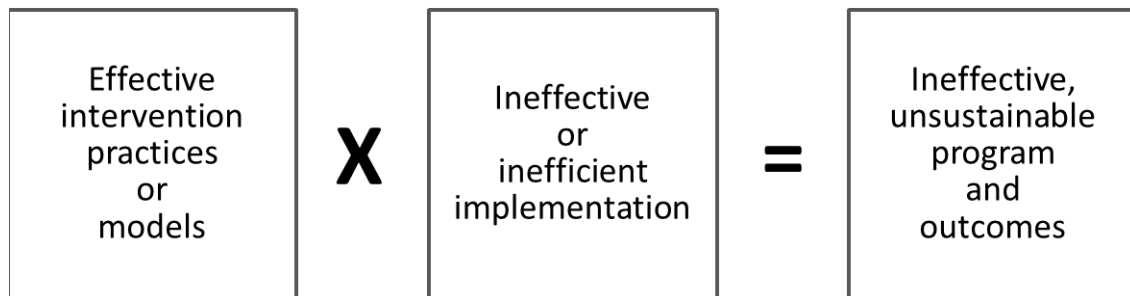 Effective
intervention
practices
or
models
X
Ineffective
or
inefficient
implementation
=
Ineffective,
unsustainable
program
and
outcomes